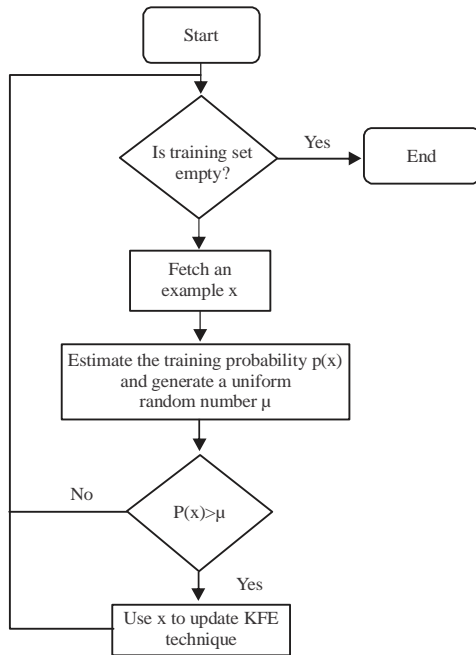 Start
Is training set
empty?
Yes
End
Fetch an
example x
Estimate the training probability p(x)
and generate a uniform
random number μ
No
P(x)>μ
Yes
Use x to update KFE
technique